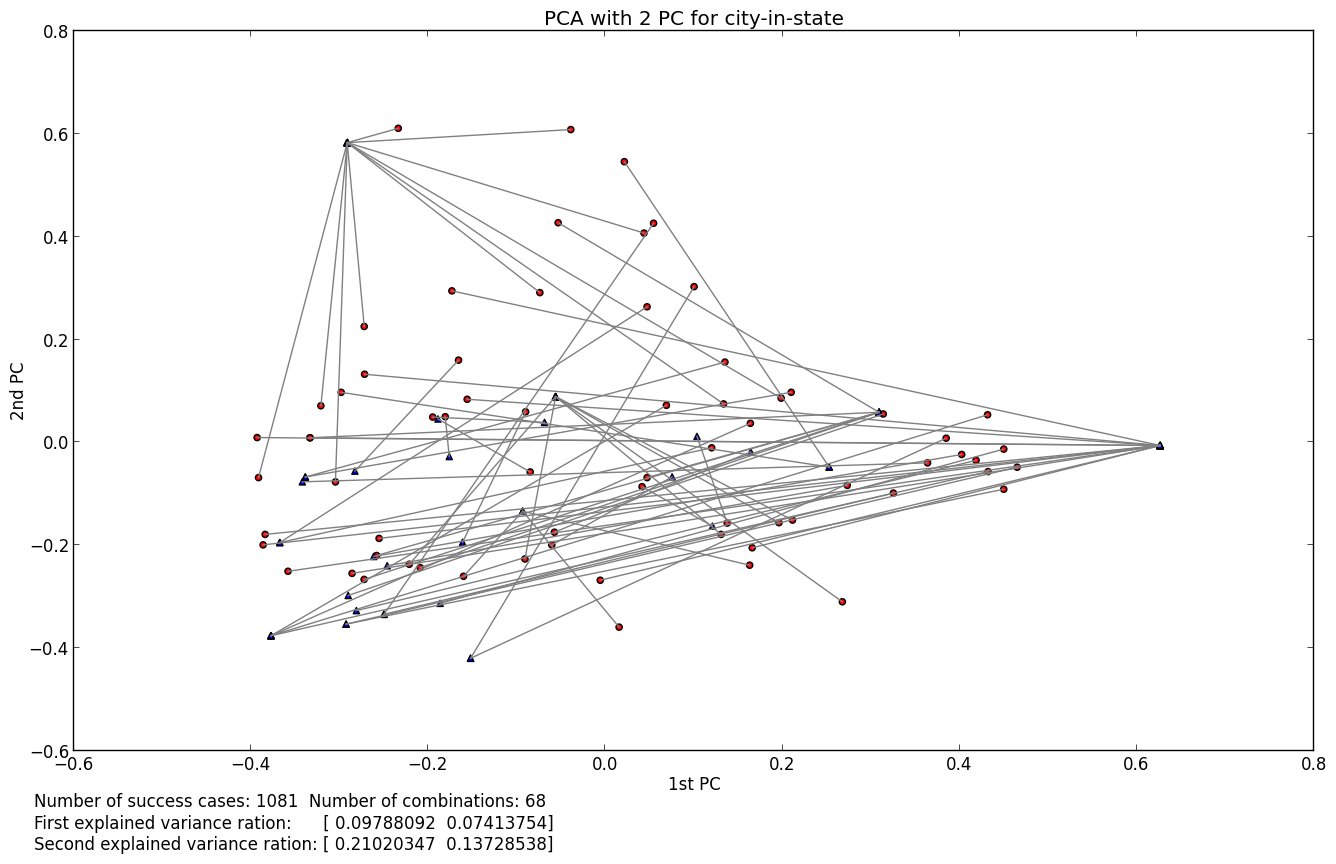 PCA with 2 PC for city-in-state
0.8
0.6
0.4
0.2
0.0
−0.2
−0.4
−0.6
2nd PC
−0.6 −0.4 −0.2 0.0 0.2 0.4 0.6 0.8
1st PC
Number of success cases: 1081 Number of combinations: 68
First explained variance ration: [ 0.09788092 0.07413754]
Second explained variance ration: [ 0.21020347 0.13728538]